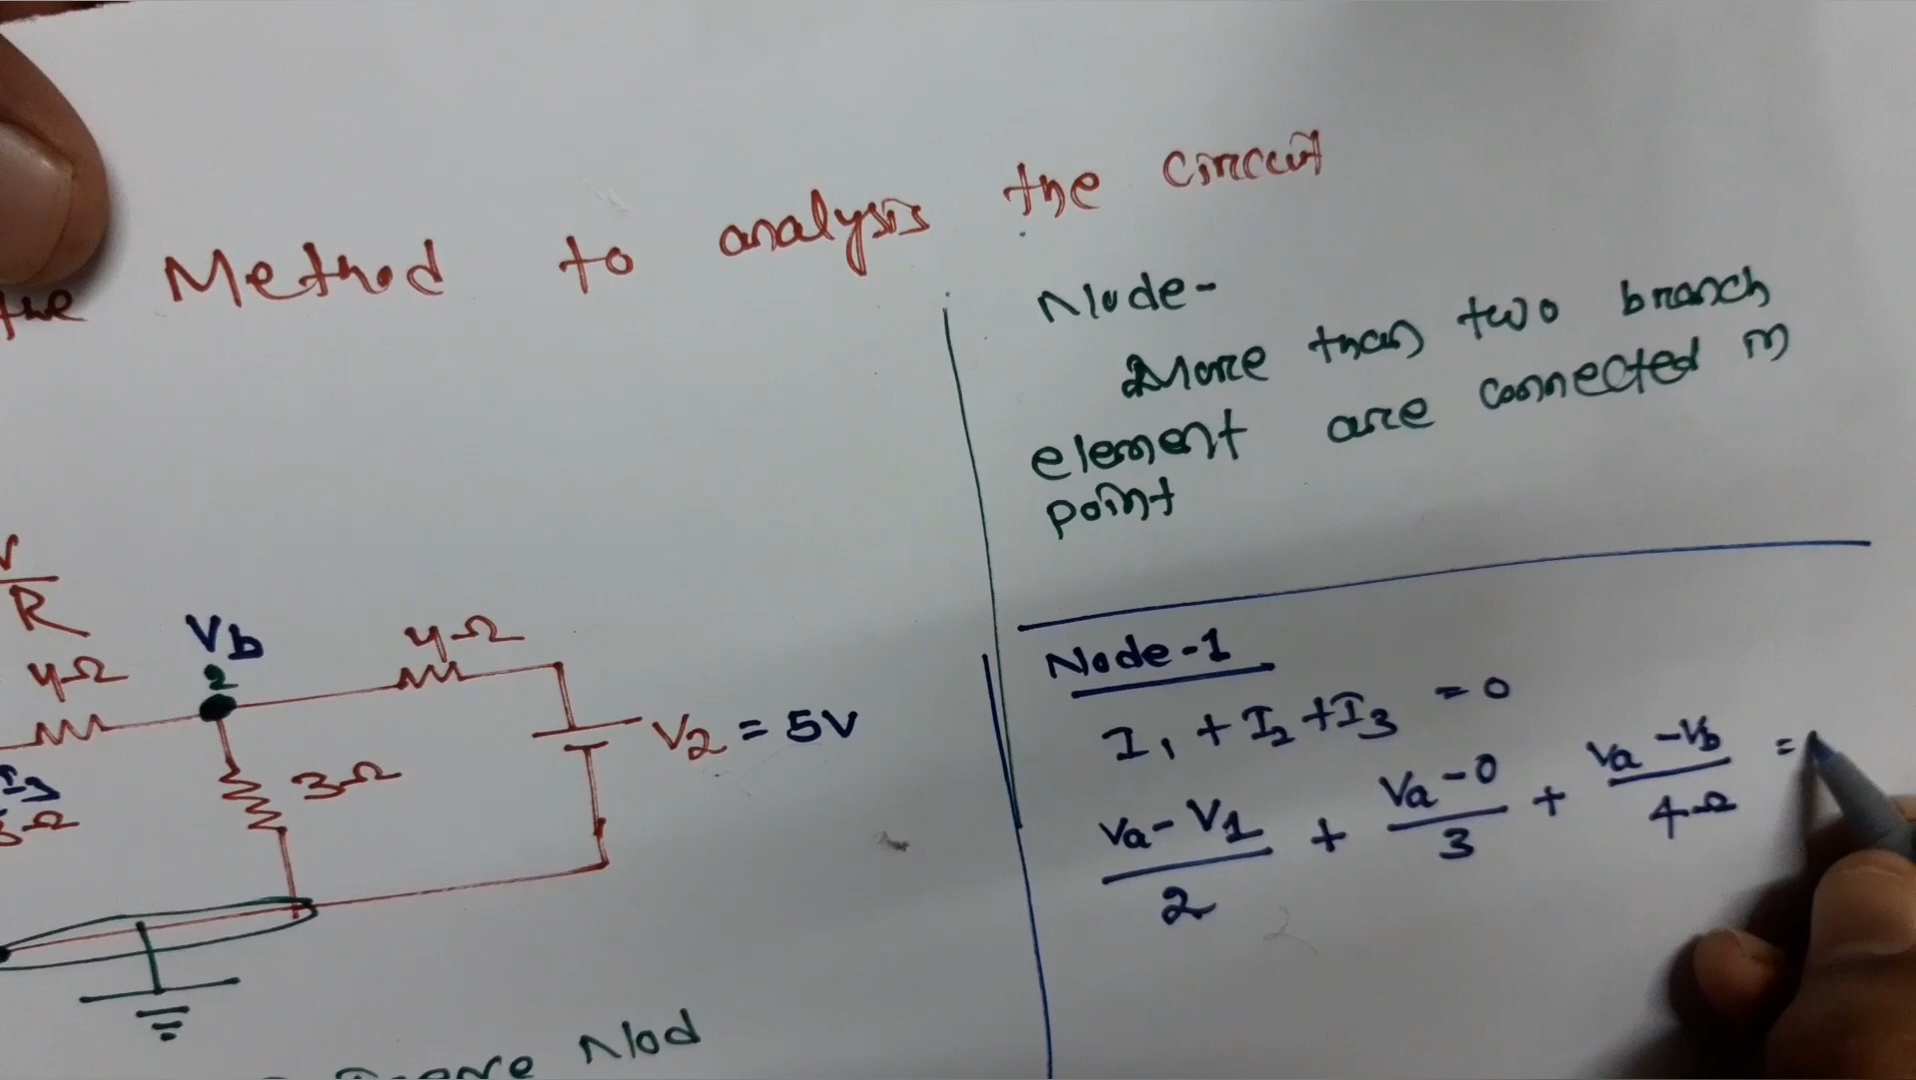 the Method to analysis the circuit
Node-
More than two branch
element are connected in
point
V
R
4Ω
Vb
2
4Ω
3Ω
V2 = 5V
Node-1
I1 + I2 + I3 = 0
Va - V1 / 2 + Va - 0 / 3 + Va - Vb / 4Ω =
Nod